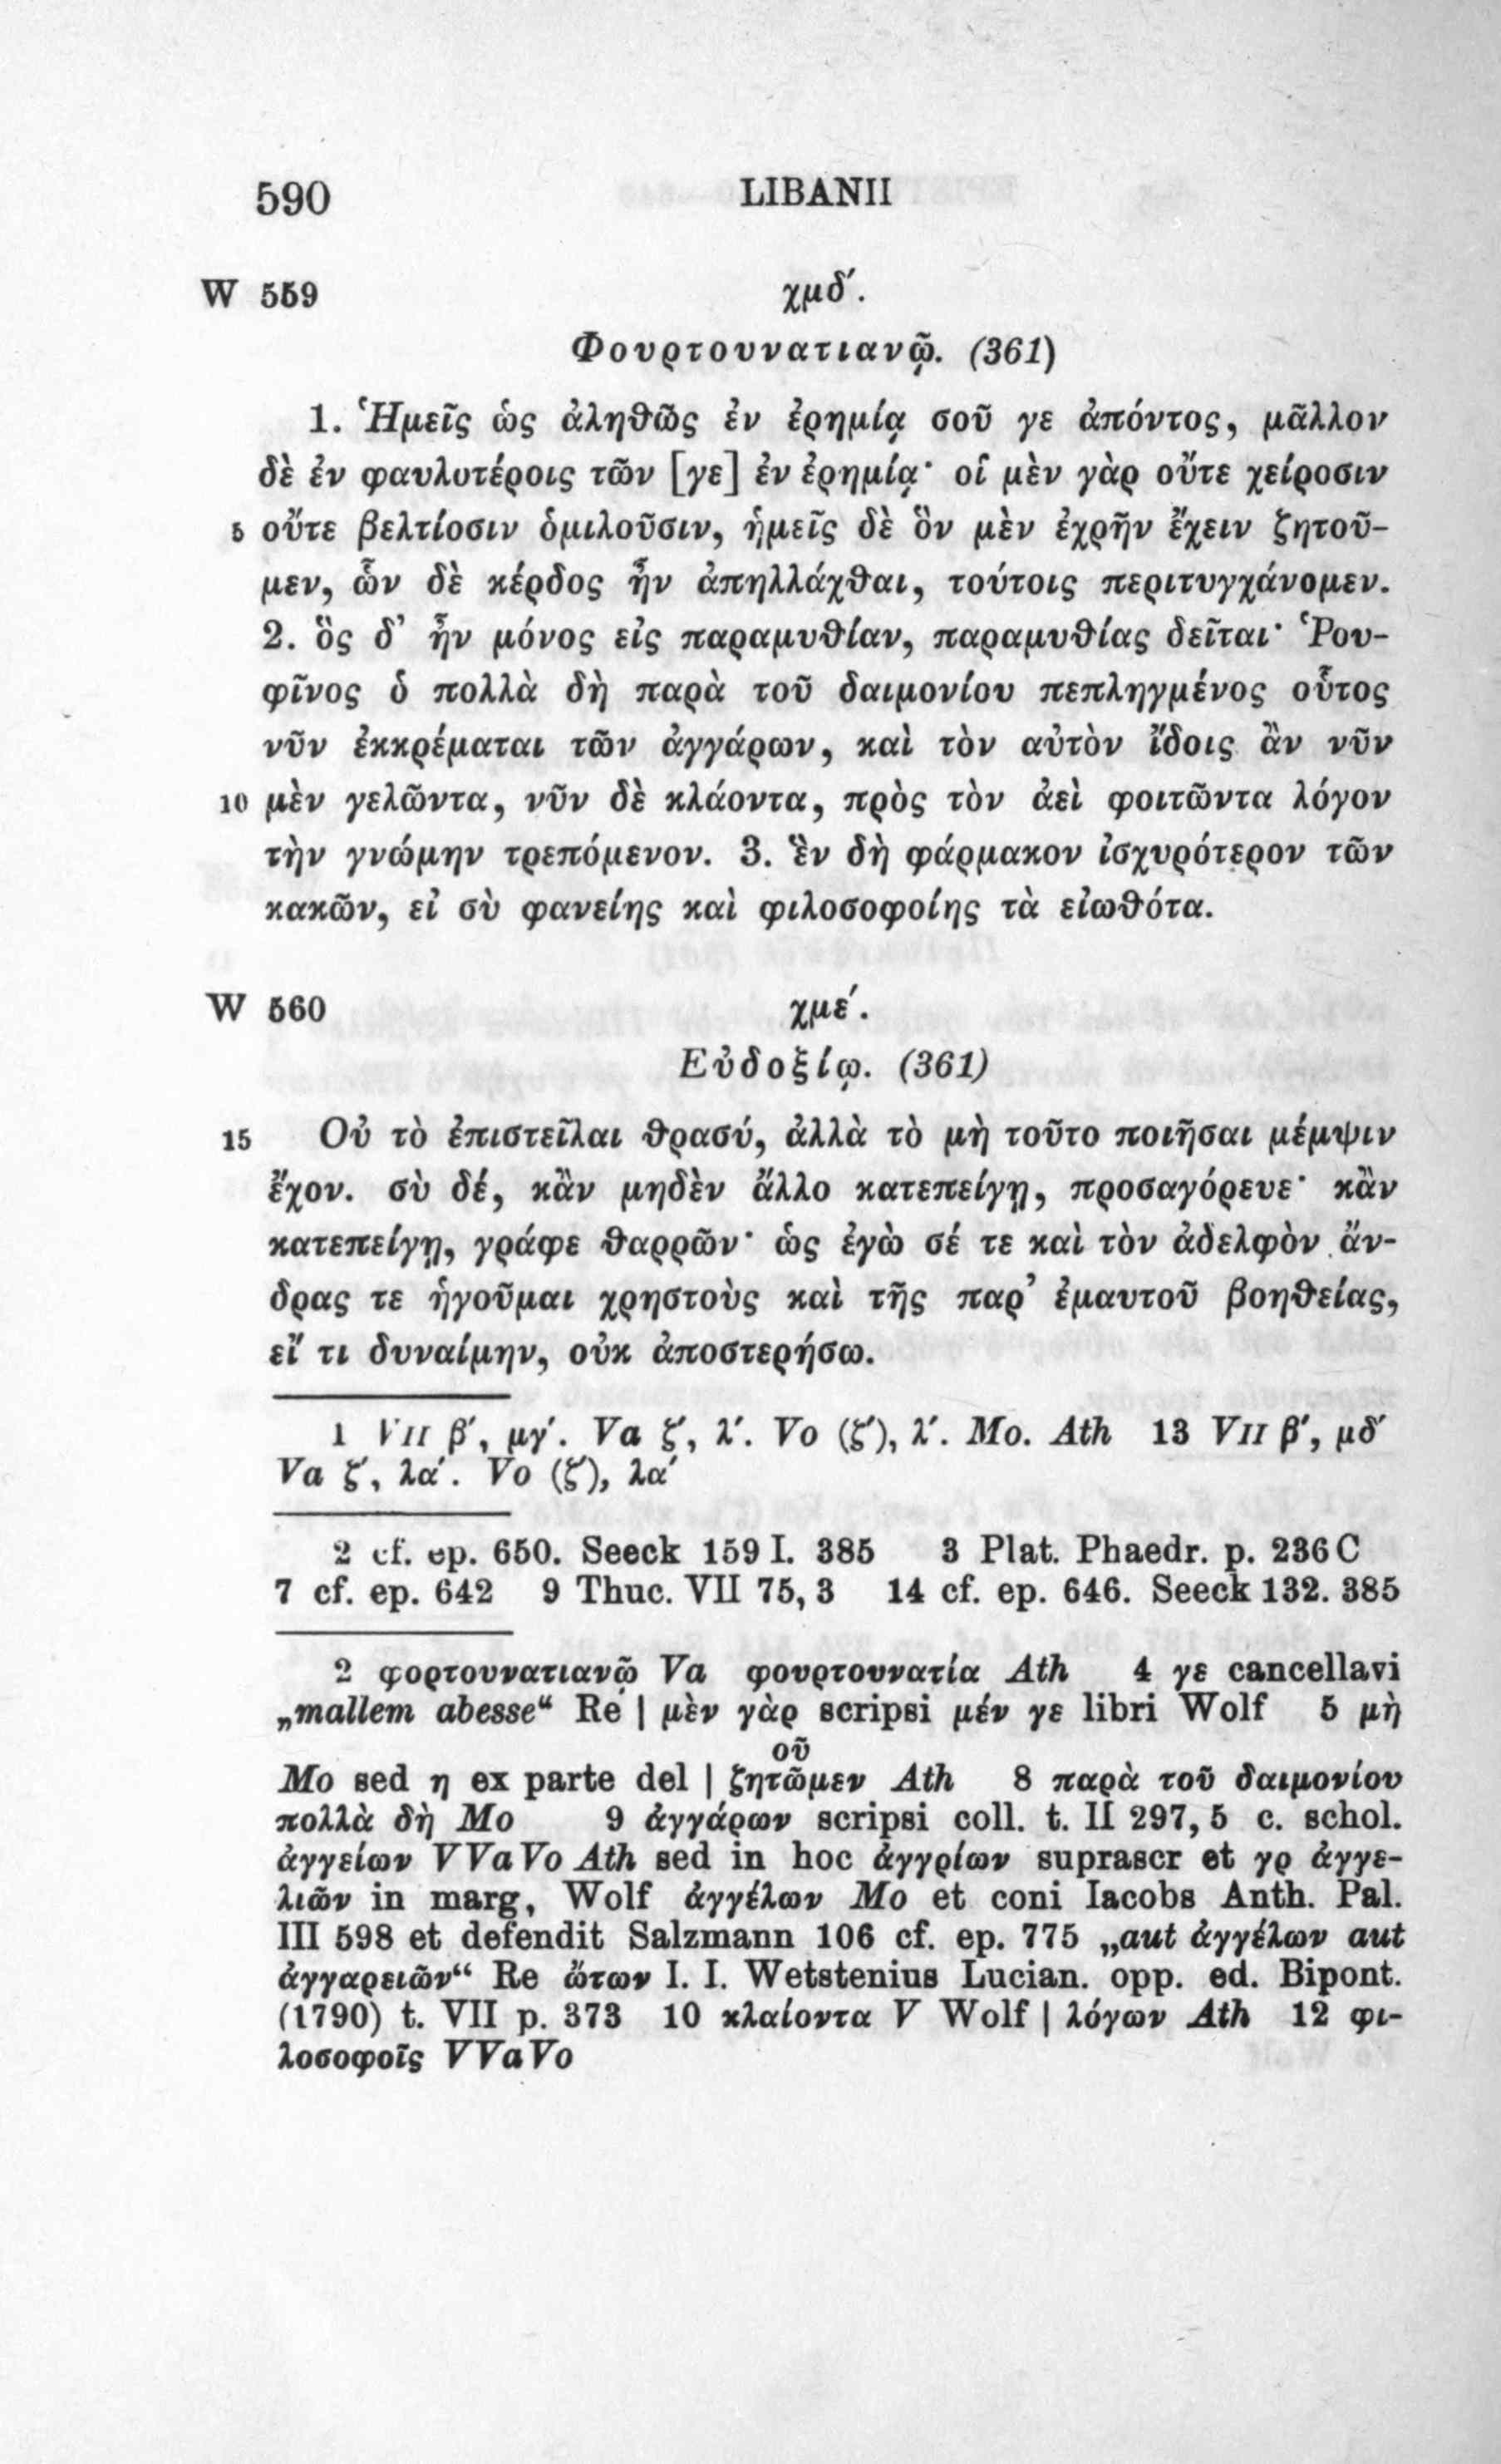 590 LIBANII
W 559 χμδ΄.
Φουρτουνατιανῷ. (361)
1. Ἡμεῖς ὡς ἀληθῶς ἐν ἐρημίᾳ σοῦ γε ἀπόντος, μᾶλλον
δὲ ἐν φαυλοτέροις τῶν [γε] ἐν ἐρημίᾳ· οἱ μὲν γὰρ οὔτε χείροσιν
5 οὔτε βελτίοσιν ὁμιλοῦσιν, ἡμεῖς δὲ ὃν μὲν ἐχρῆν ἔχειν ζητοῦ-
μεν, ὧν δὲ κέρδος ἦν ἀπηλλάχθαι, τούτοις περιτυγχάνομεν.
2. ὃς δ᾽ ἦν μόνος εἰς παραμυθίαν, παραμυθίας δεῖται· Ῥου-
φῖνος ὁ πολλὰ δὴ παρὰ τοῦ δαιμονίου πεπληγμένος οὗτος
νῦν ἐκκρέμαται τῶν ἀγγάρων, καὶ τὸν αὐτὸν ἴδοις ἂν νῦν
10 μὲν γελῶντα, νῦν δὲ κλάοντα, πρὸς τὸν ἀεὶ φοιτῶντα λόγον
τὴν γνώμην τρεπόμενον. 3. ἓν δὴ φάρμακον ἰσχυρότερον τῶν
κακῶν, εἰ σὺ φανείης καὶ φιλοσοφοίης τὰ εἰωθότα.
W 560 χμε΄.
Εὐδοξίῳ. (361)
15 Οὐ τὸ ἐπιστεῖλαι θρασύ, ἀλλὰ τὸ μὴ τοῦτο ποιῆσαι μέμψιν
ἔχον. σὺ δέ, κἂν μηδὲν ἄλλο κατεπείγῃ, προσαγόρευε· κἂν
κατεπείγῃ, γράφε θαρρῶν· ὡς ἐγὼ σέ τε καὶ τὸν ἀδελφὸν ἄν-
δρας τε ἡγοῦμαι χρηστοὺς καὶ τῆς παρ᾽ ἐμαυτοῦ βοηθείας,
εἴ τι δυναίμην, οὐκ ἀποστερήσω.
1 VII β΄, μγ΄. Va ζ΄, λ΄. Vo (ζ΄), λ΄. Mo. Ath 13 VII β΄, μδ΄
Va ζ΄, λα΄. Vo (ζ΄), λα΄
2 cf. ep. 650. Seeck 159 I. 385 3 Plat. Phaedr. p. 236 C
7 cf. ep. 642 9 Thuc. VII 75, 3 14 cf. ep. 646. Seeck 132. 385
2 φορτουνατιανῷ Va φουρτουνατία Ath 4 γε cancellavi
„mallem abesse“ Re | μὲν γὰρ scripsi μέν γε libri Wolf 5 μὴ
οῦ
Mo sed η ex parte del | ζητῶμεν Ath 8 παρὰ τοῦ δαιμονίου
πολλὰ δὴ Mo 9 ἀγγάρων scripsi coll. t. II 297, 5 c. schol.
ἀγγείων V Va Vo Ath sed in hoc ἀγγρίων suprascr et γρ ἀγγε-
λιῶν in marg, Wolf ἀγγέλων Mo et coni Iacobs Anth. Pal.
III 598 et defendit Salzmann 106 cf. ep. 775 „aut ἀγγέλων aut
ἀγγαρειῶν“ Re ὤτων I. I. Wetstenius Lucian. opp. ed. Bipont.
(1790) t. VII p. 373 10 κλαίοντα V Wolf | λόγων Ath 12 φι-
λοσοφοῖς V Va Vo